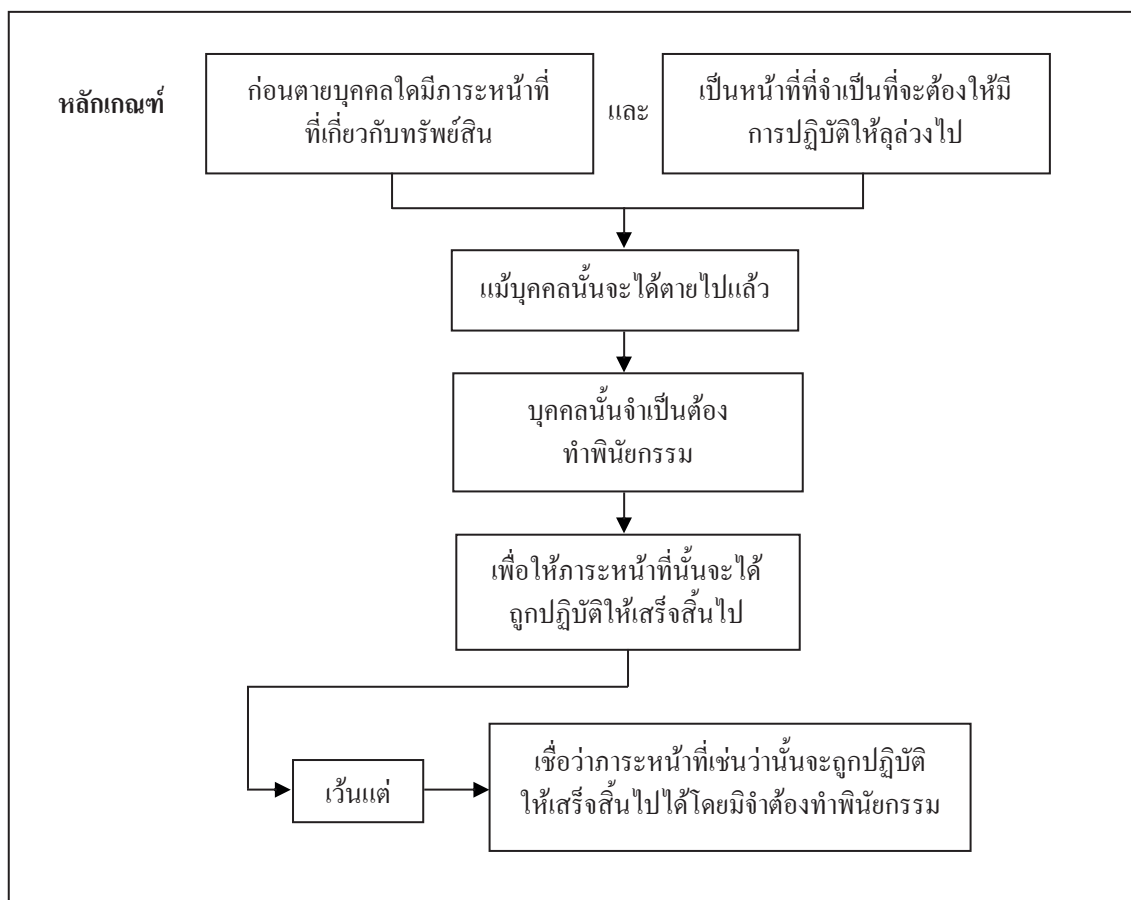 หลักเกณฑ์
ก่อนตายบุคคลใดมีภาระหน้าที่
ที่เกี่ยวกับทรัพย์สิน
และ
เป็นหน้าที่ที่จำเป็นที่จะต้องให้มี
การปฏิบัติให้ลุล่วงไป
แม้บุคคลนั้นจะได้ตายไปแล้ว
บุคคลนั้นจำเป็นต้อง
ทำพินัยกรรม
เพื่อให้ภาระหน้าที่นั้นจะได้
ถูกปฏิบัติให้เสร็จสิ้นไป
เว้นแต่
เชื่อว่าภาระหน้าที่เช่นว่านั้นจะถูกปฏิบัติ
ให้เสร็จสิ้นไปได้โดยมิจำต้องทำพินัยกรรม